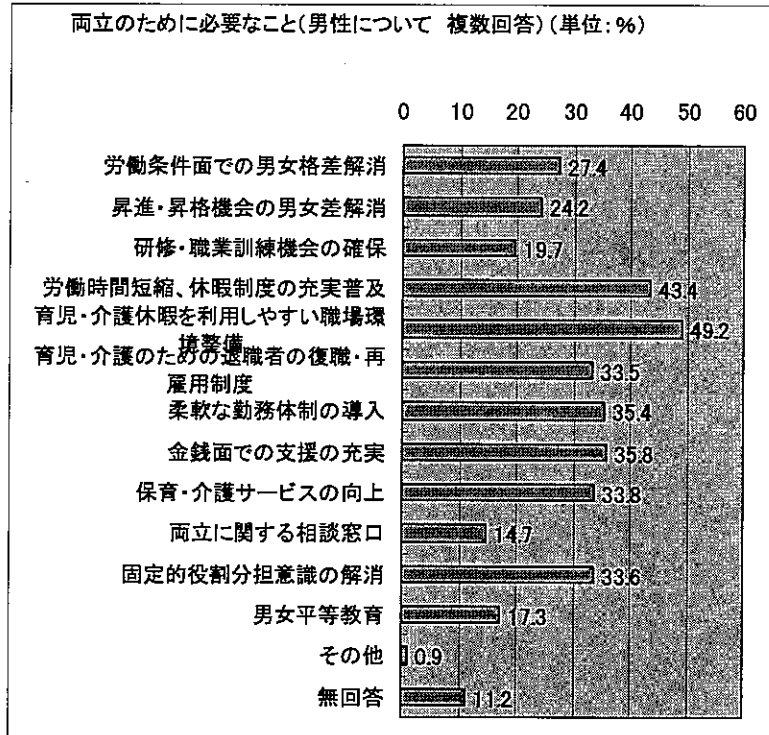 両立のために必要なこと(男性について 複数回答)(単位:%)
0 10 20 30 40 50 60
労働条件面での男女格差解消 27.4
昇進・昇格機会の男女差解消 24.2
研修・職業訓練機会の確保 19.7
労働時間短縮、休暇制度の充実普及 43.4
育児・介護休暇を利用しやすい職場環
境整備 49.2
育児・介護のための退職者の復職・再
雇用制度 33.5
柔軟な勤務体制の導入 35.4
金銭面での支援の充実 35.8
保育・介護サービスの向上 33.8
両立に関する相談窓口 14.7
固定的役割分担意識の解消 33.6
男女平等教育 17.3
その他 0.9
無回答 11.2